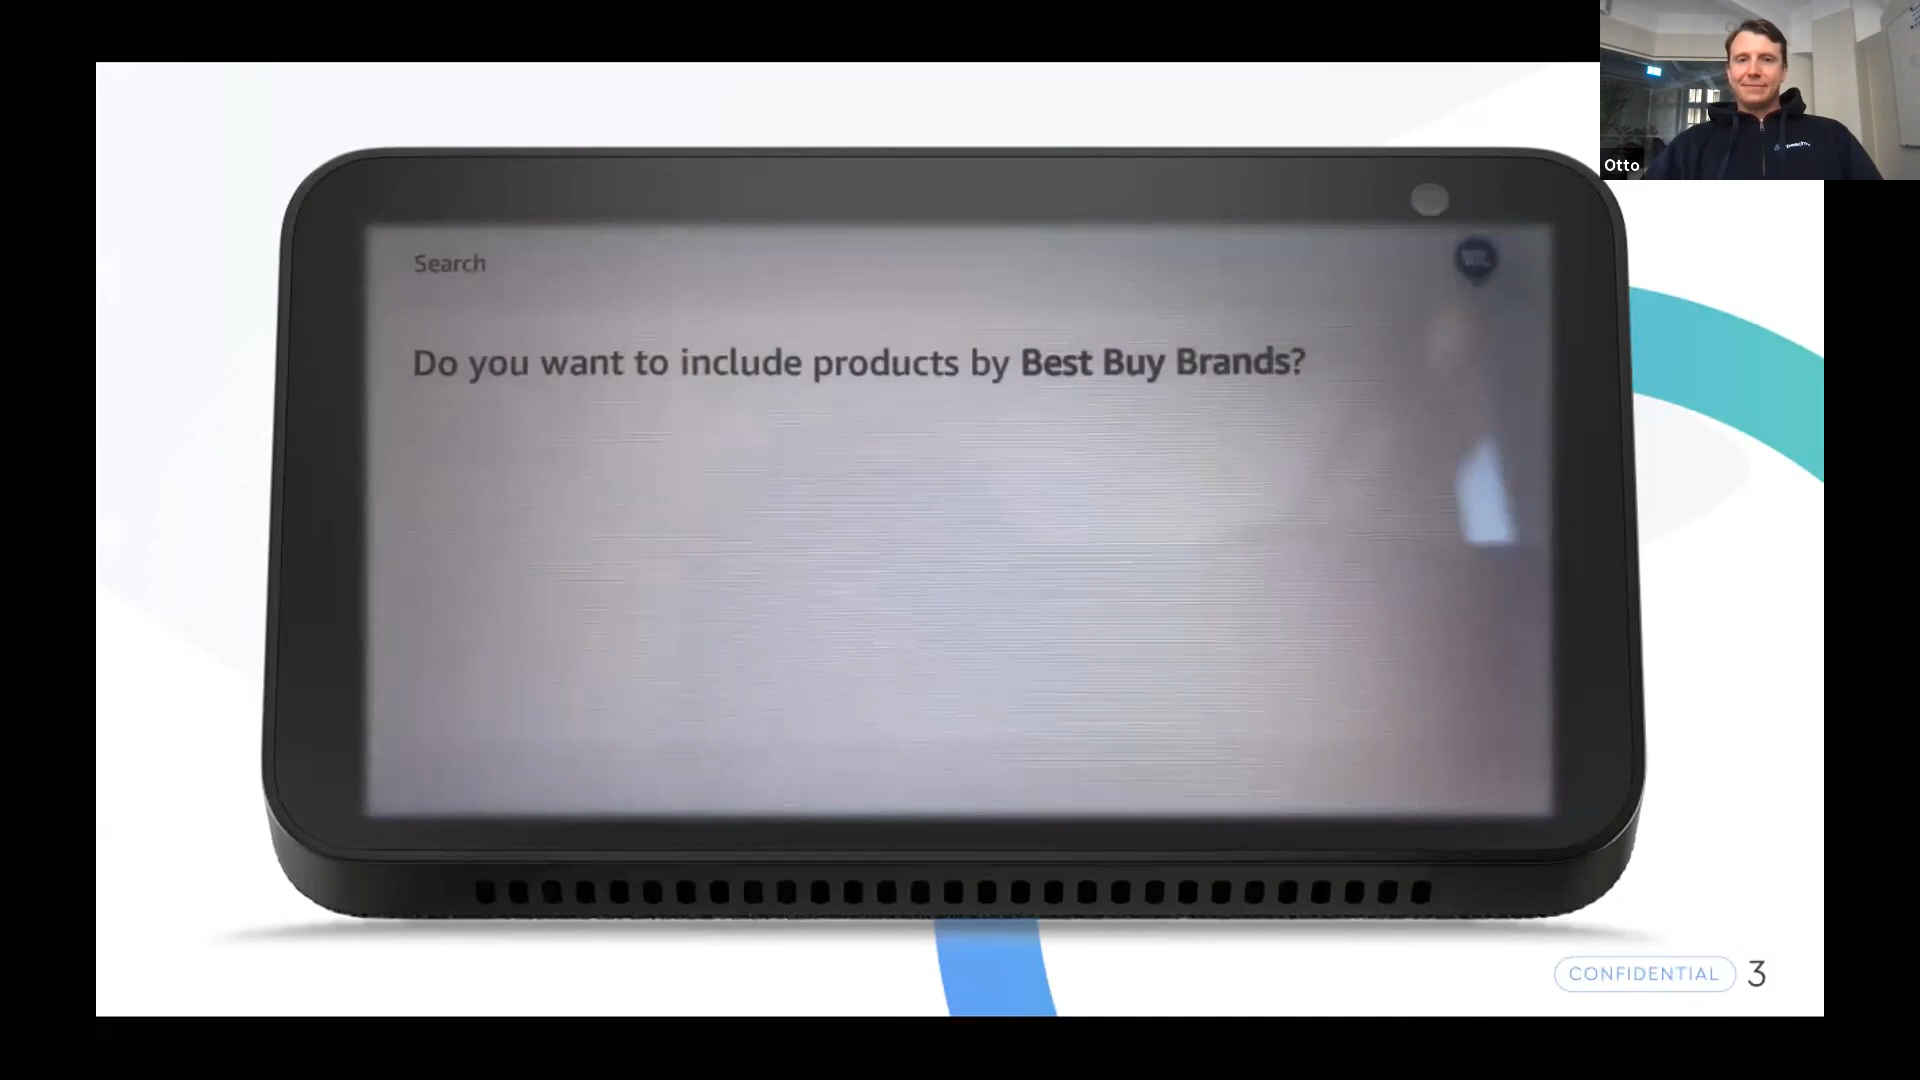 Otto
Search
Do you want to include products by Best Buy Brands?
CONFIDENTIAL 3